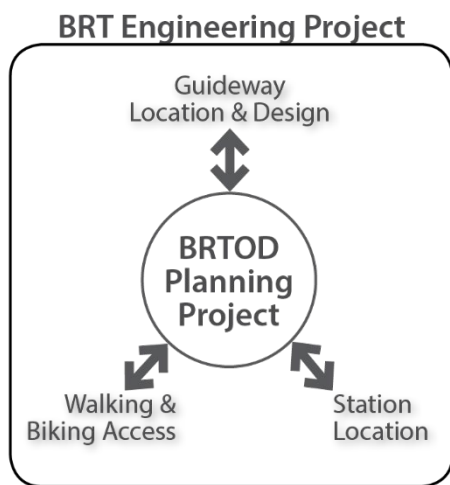 BRT Engineering Project
Guideway
Location & Design
BRTOD
Planning
Project
Walking &
Biking Access
Station
Location